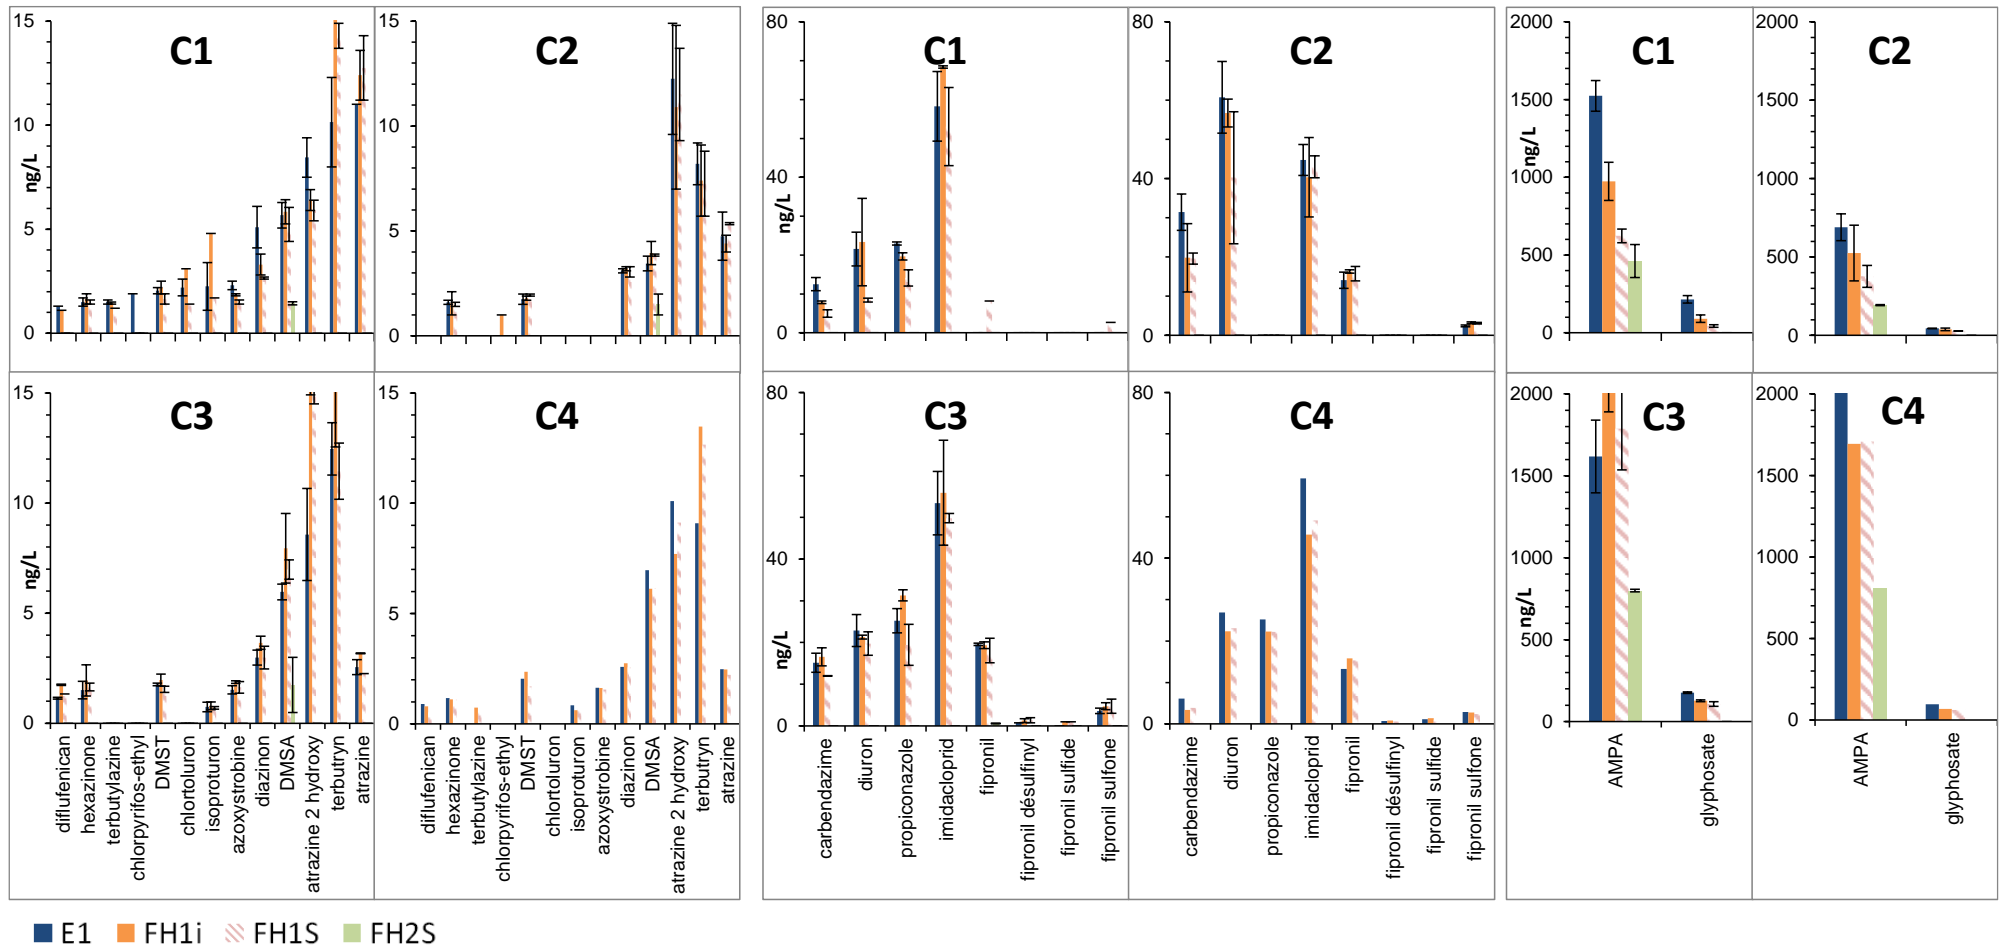 15
10
5
0
ng/L
C1
15
10
5
0
C2
80
40
0
ng/L
C1
80
40
0
C2
2000
1500
1000
500
0
ng/L
C1
2000
1500
1000
500
0
C2
15
10
5
0
ng/L
C3
diflufenican
hexazinone
terbutylazine
chlorpyrifos-ethyl
DMST
chlortoluron
isoproturon
azoxystrobine
diazinon
DMSA
atrazine 2 hydroxy
terbutryn
atrazine
15
10
5
0
C4
diflufenican
hexazinone
terbutylazine
chlorpyrifos-ethyl
DMST
chlortoluron
isoproturon
azoxystrobine
diazinon
DMSA
atrazine 2 hydroxy
terbutryn
atrazine
80
40
0
ng/L
C3
carbendazime
diuron
propiconazole
imidacloprid
fipronil
fipronil désulfinyl
fipronil sulfide
fipronil sulfone
80
40
0
C4
carbendazime
diuron
propiconazole
imidacloprid
fipronil
fipronil désulfinyl
fipronil sulfide
fipronil sulfone
2000
1500
1000
500
0
ng/L
C3
AMPA
glyphosate
2000
1500
1000
500
0
C4
AMPA
glyphosate
E1 FH1i FH1S FH2S